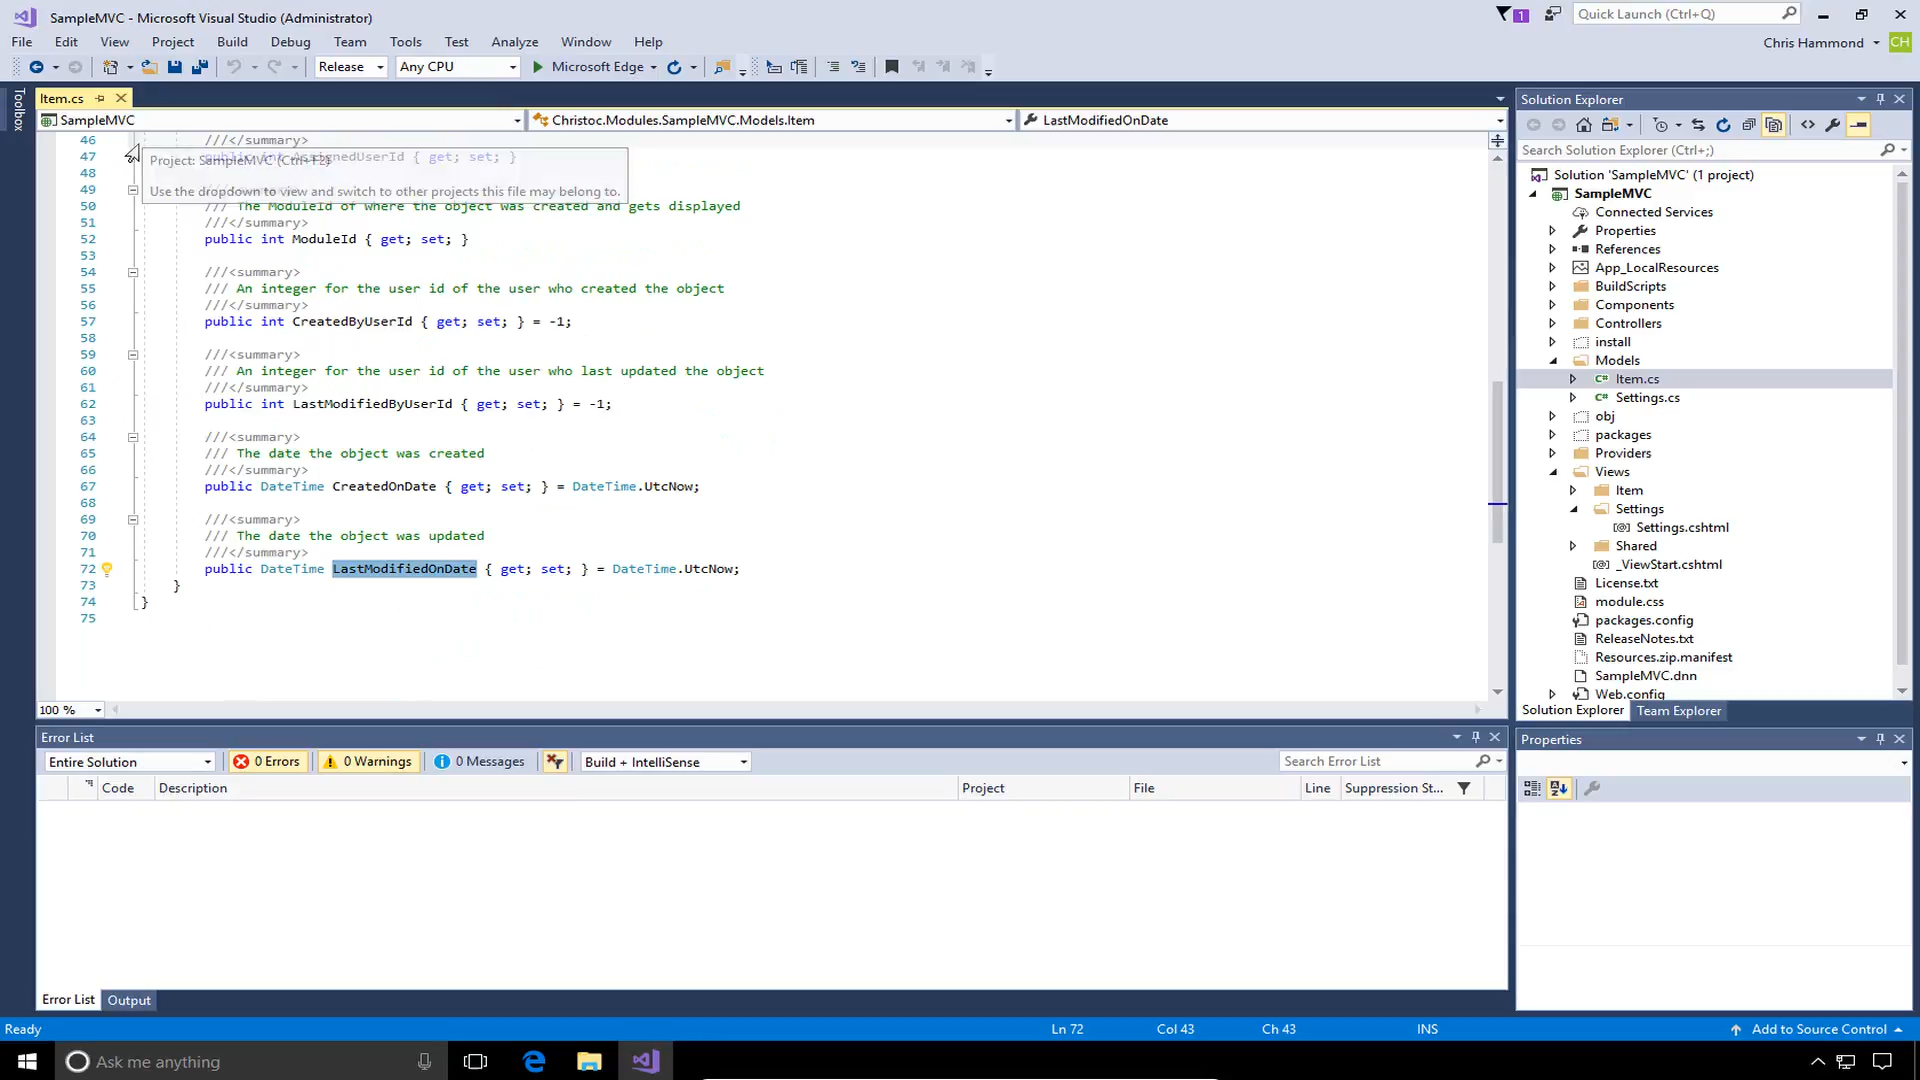 SampleMVC - Microsoft Visual Studio (Administrator)
1
Quick Launch (Ctrl+Q)
File Edit View Project Build Debug Team Tools Test Analyze Window Help
Chris Hammond
CH
Release Any CPU Microsoft Edge
Toolbox
Item.cs
SampleMVC Christoc.Modules.SampleMVC.Models.Item LastModifiedOnDate
46 ///</summary>
47 public int AssignedUserId { get; set; }
Project: SampleMVC (Ctrl+F2)
48
49
Use the dropdown to view and switch to other projects this file may belong to.
50 /// The ModuleId of where the object was created and gets displayed
51 ///</summary>
52 public int ModuleId { get; set; }
53
54 ///<summary>
55 /// An integer for the user id of the user who created the object
56 ///</summary>
57 public int CreatedByUserId { get; set; } = -1;
58
59 ///<summary>
60 /// An integer for the user id of the user who last updated the object
61 ///</summary>
62 public int LastModifiedByUserId { get; set; } = -1;
63
64 ///<summary>
65 /// The date the object was created
66 ///</summary>
67 public DateTime CreatedOnDate { get; set; } = DateTime.UtcNow;
68
69 ///<summary>
70 /// The date the object was updated
71 ///</summary>
72 public DateTime LastModifiedOnDate { get; set; } = DateTime.UtcNow;
73 }
74 }
75
100 %
Solution Explorer
Search Solution Explorer (Ctrl+;)
Solution 'SampleMVC' (1 project)
SampleMVC
Connected Services
Properties
References
App_LocalResources
BuildScripts
Components
Controllers
install
Models
C# Item.cs
C# Settings.cs
obj
packages
Providers
Views
Item
Settings
[@] Settings.cshtml
Shared
[@] _ViewStart.cshtml
License.txt
module.css
packages.config
ReleaseNotes.txt
Resources.zip.manifest
SampleMVC.dnn
Web.config
Solution Explorer Team Explorer
Error List
Entire Solution 0 Errors 0 Warnings 0 Messages Build + IntelliSense Search Error List
Code Description Project File Line Suppression St...
Error List Output
Properties
Ready Ln 72 Col 43 Ch 43 INS Add to Source Control
Ask me anything